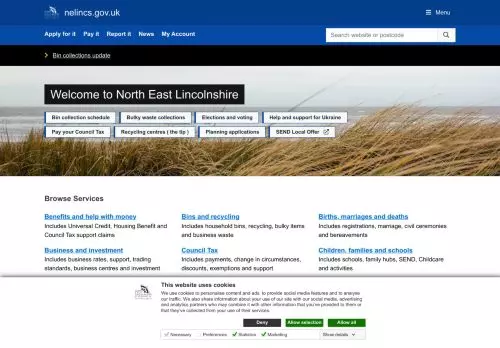 nelincs.gov.uk
Menu
Apply for it Pay it Report it News My Account
Search website or postcode
Bin collections update
Welcome to North East Lincolnshire
Bin collection schedule Bulky waste collections Elections and voting Help and support for Ukraine
Pay your Council Tax Recycling centres ( the tip ) Planning applications SEND Local Offer
Browse Services
Benefits and help with money
Includes Universal Credit, Housing Benefit and
Council Tax support claims
Bins and recycling
Includes household bins, recycling, bulky items
and business waste
Births, marriages and deaths
Includes registrations, marriage, civil ceremonies
and bereavements
Business and investment
Includes business rates, support, trading
standards, business centres and investment
Council Tax
Includes payments, change in circumstances,
discounts, exemptions and support
Children, families and schools
Includes schools, family hubs, SEND, Childcare
and activities
This website uses cookies
We use cookies to personalise content and ads, to provide social media features and to analyse
our traffic. We also share information about your use of our site with our social media, advertising
and analytics partners who may combine it with other information that you've provided to them or
that they've collected from your use of their services.
Deny Allow selection Allow all
Necessary Preferences Statistics Marketing Show details